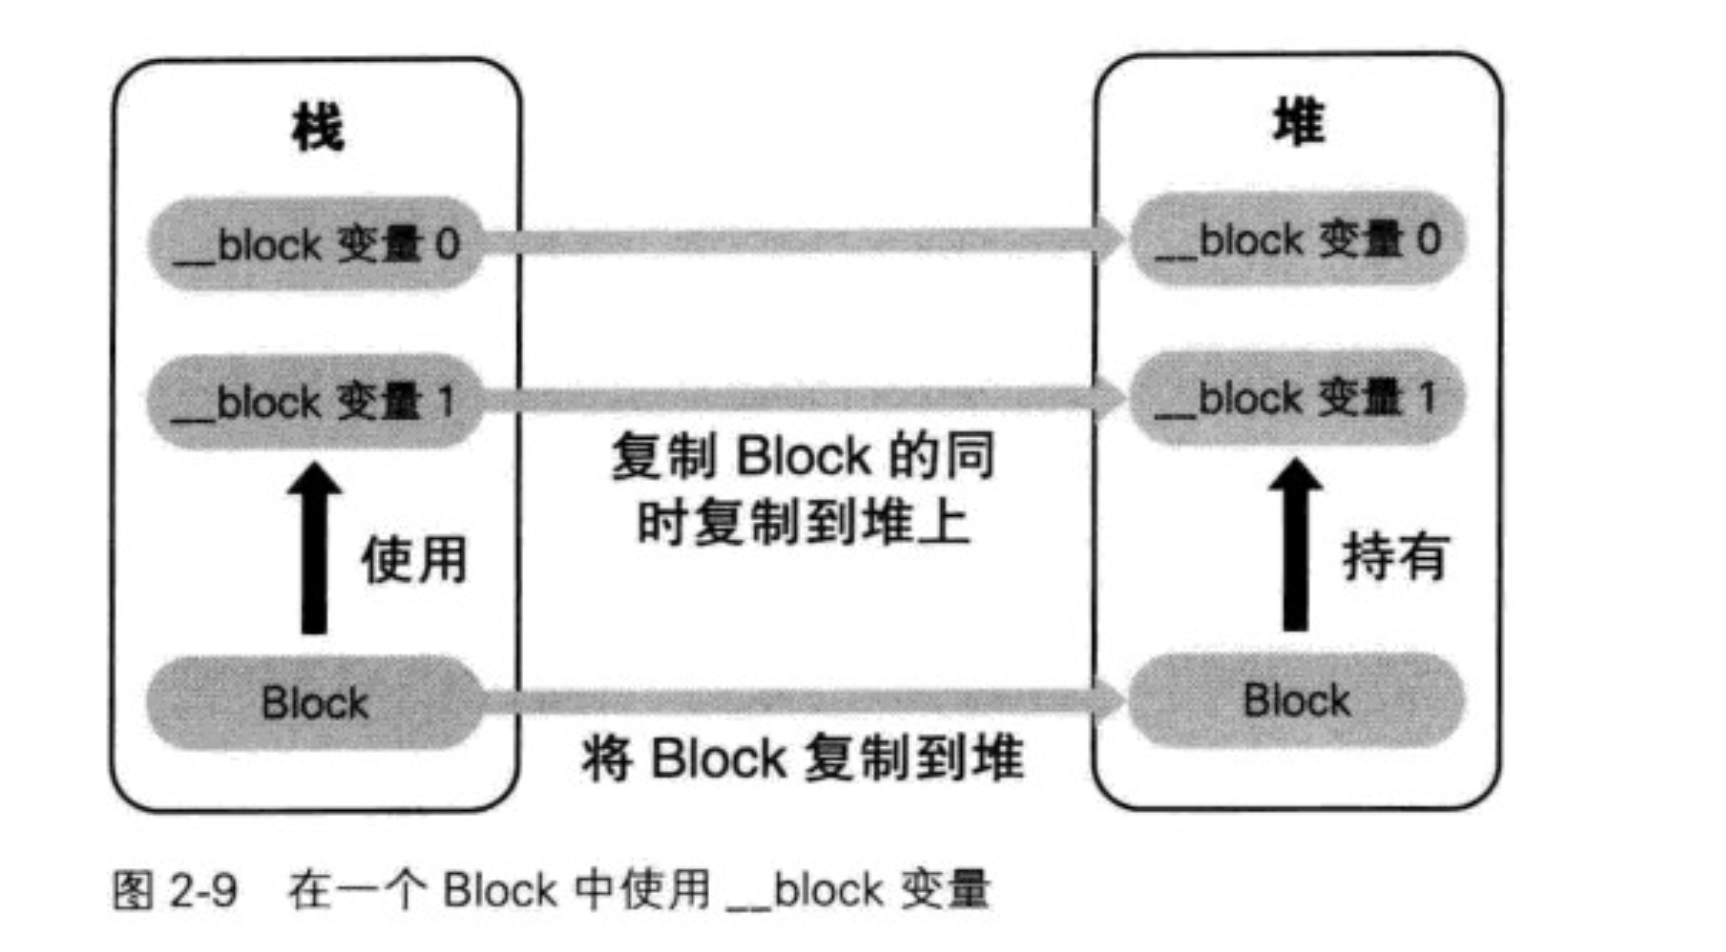 栈
堆
__block 变量 0
__block 变量 0
__block 变量 1
__block 变量 1
复制 Block 的同
时复制到堆上
使用
持有
Block
Block
将 Block 复制到堆
图 2-9 在一个 Block 中使用 __block 变量